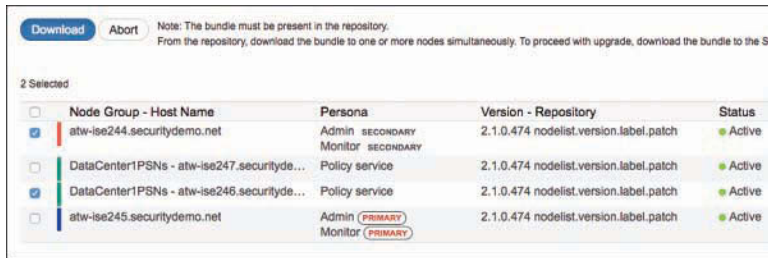 Download Abort Note: The bundle must be present in the repository.
From the repository, download the bundle to one or more nodes simultaneously. To proceed with upgrade, download the bundle to the S
2 Selected
Node Group - Host Name Persona Version - Repository Status
atw-ise244.securitydemo.net Admin SECONDARY 2.1.0.474 nodelist.version.label.patch Active
Monitor SECONDARY
DataCenter1PSNs - atw-ise247.securityde... Policy service 2.1.0.474 nodelist.version.label.patch Active
DataCenter1PSNs - atw-ise246.securityde... Policy service 2.1.0.474 nodelist.version.label.patch Active
atw-ise245.securitydemo.net Admin PRIMARY 2.1.0.474 nodelist.version.label.patch Active
Monitor PRIMARY